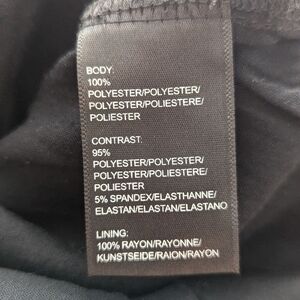 BODY:
100%
POLYESTER/POLYESTER/
POLYESTER/POLIESTERE/
POLIESTER
CONTRAST:
95%
POLYESTER/POLYESTER/
POLYESTER/POLIESTERE/
POLIESTER
5% SPANDEX/ELASTHANNE/
ELASTAN/ELASTAN/ELASTANO
LINING:
100% RAYON/RAYONNE/
KUNSTSEIDE/RAION/RAYON